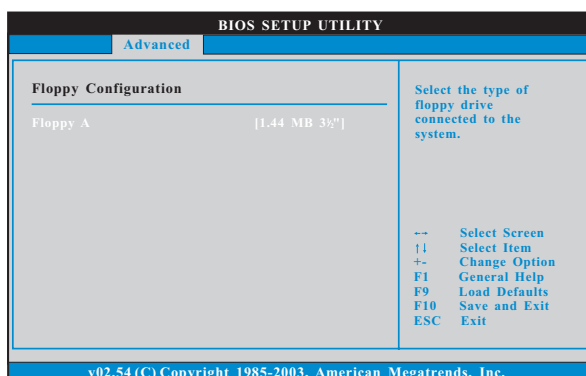 BIOS SETUP UTILITY
Advanced
Floppy Configuration
Floppy A [1.44 MB 3½"]
Select the type of
floppy drive
connected to the
system.
←→ Select Screen
↑↓ Select Item
+- Change Option
F1 General Help
F9 Load Defaults
F10 Save and Exit
ESC Exit
v02.54 (C) Copyright 1985-2003, American Megatrends, Inc.